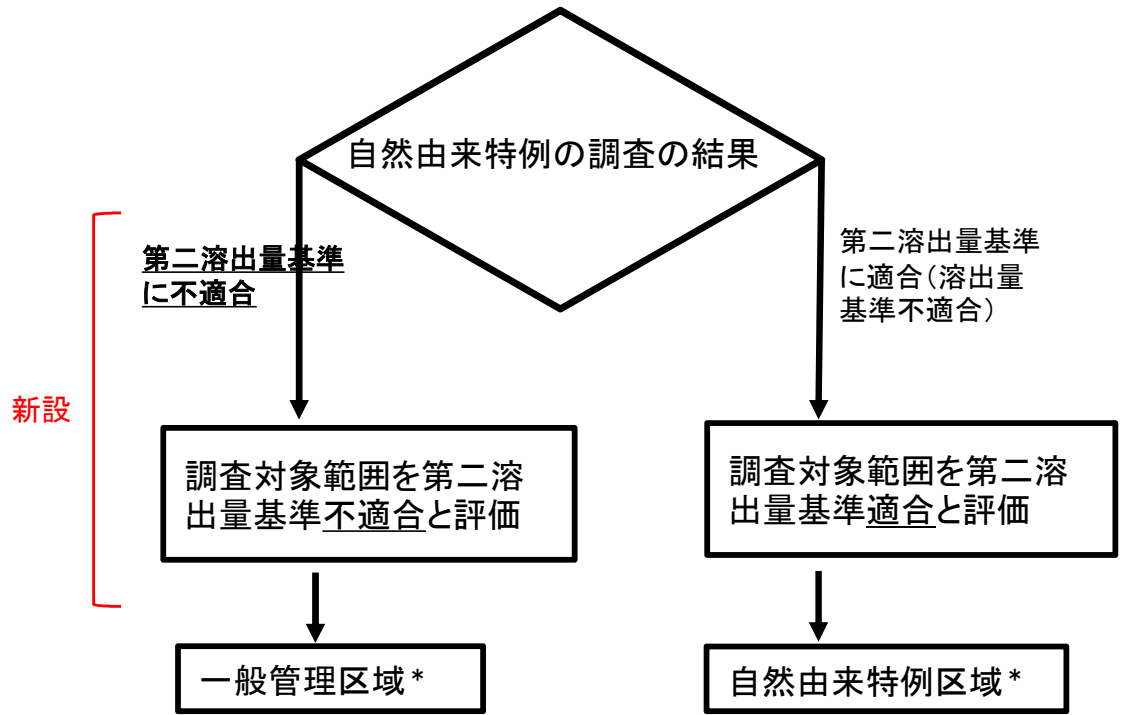 自然由来特例の調査の結果
第二溶出量基準
に不適合
第二溶出量基準
に適合（溶出量
基準不適合）
新設
調査対象範囲を第二溶
出量基準不適合と評価
調査対象範囲を第二溶
出量基準適合と評価
一般管理区域*
自然由来特例区域*